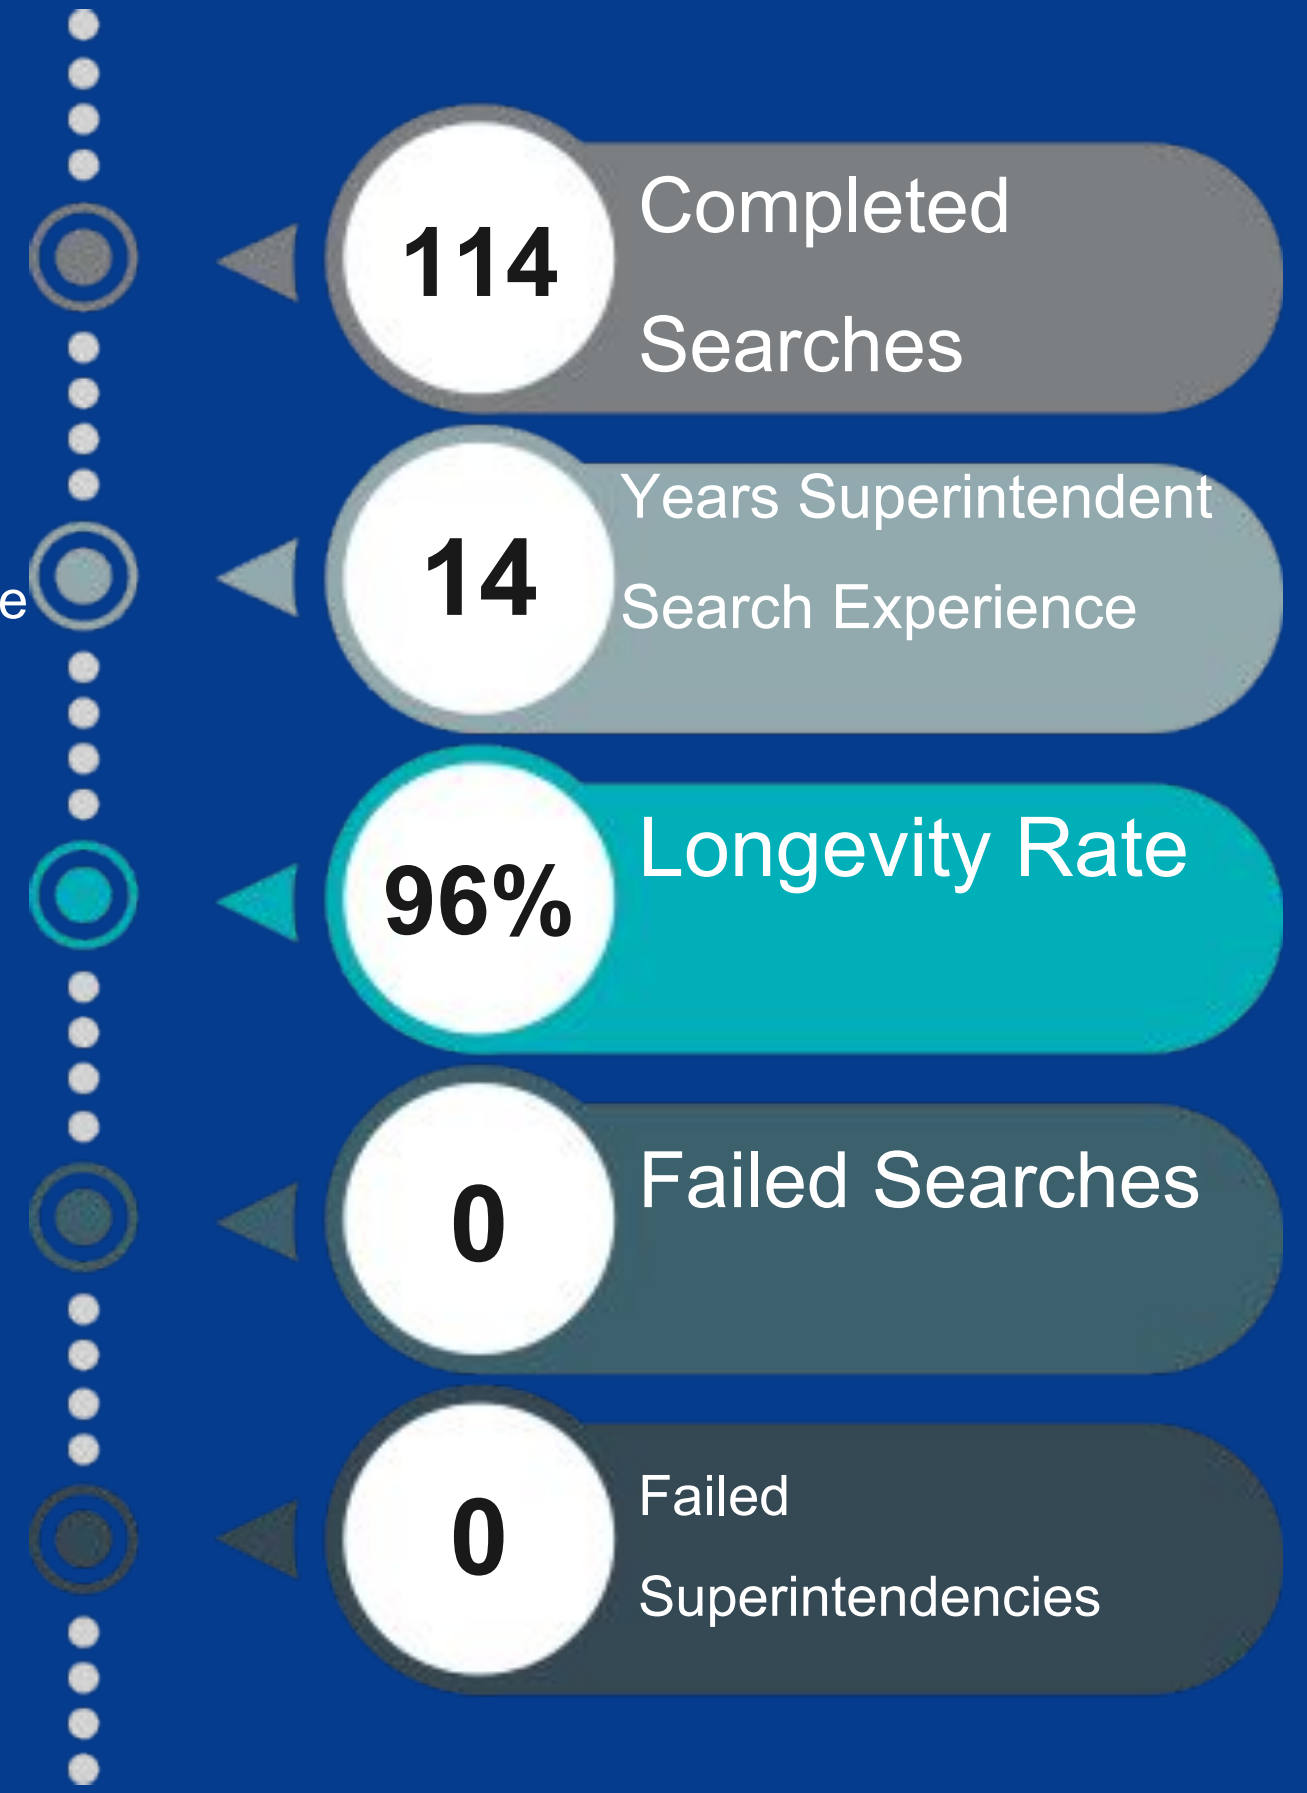 114
Completed
Searches
14
Years Superintendent
Search Experience
e
96%
Longevity Rate
0
Failed Searches
0
Failed
Superintendencies